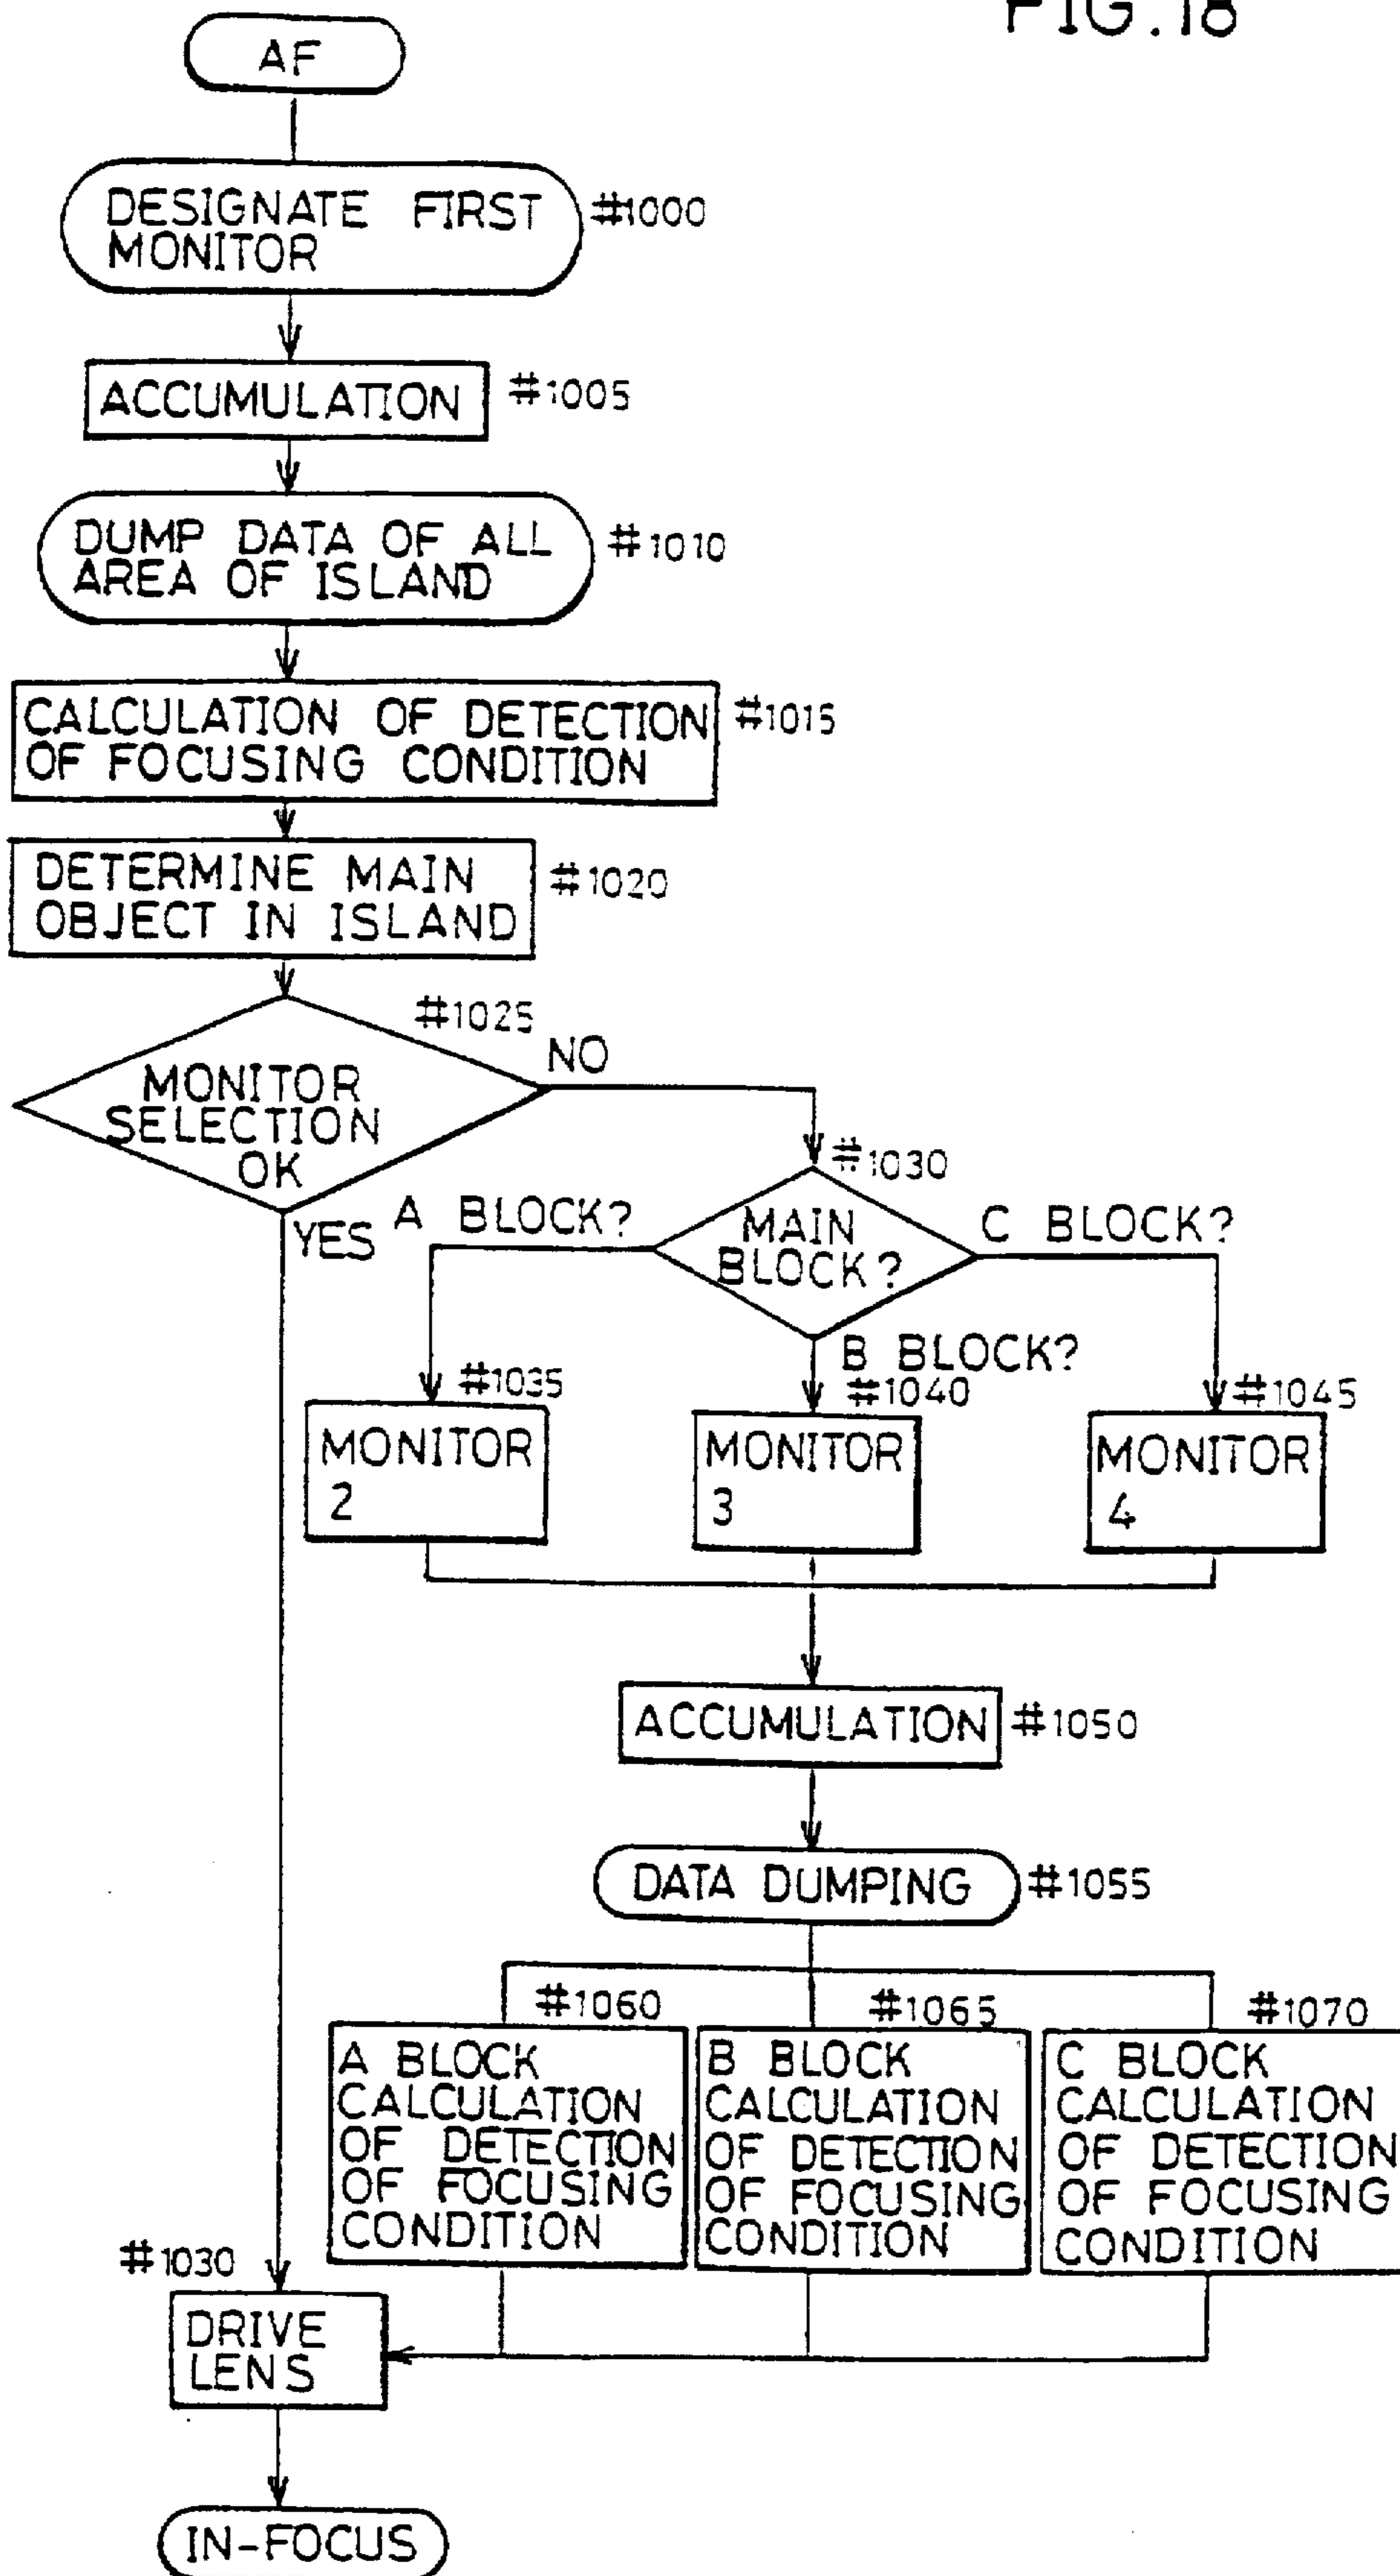 FIG.18
AF
DESIGNATE FIRST
MONITOR
#1000
ACCUMULATION
#1005
DUMP DATA OF ALL
AREA OF ISLAND
#1010
CALCULATION OF DETECTION
OF FOCUSING CONDITION
#1015
DETERMINE MAIN
OBJECT IN ISLAND
#1020
#1025
MONITOR
SELECTION
OK
NO
YES
#1030
MAIN
BLOCK?
A BLOCK?
C BLOCK?
B BLOCK?
#1035
MONITOR
2
#1040
MONITOR
3
#1045
MONITOR
4
ACCUMULATION
#1050
DATA DUMPING
#1055
#1060
A BLOCK
CALCULATION
OF DETECTION
OF FOCUSING
CONDITION
#1065
B BLOCK
CALCULATION
OF DETECTION
OF FOCUSING
CONDITION
#1070
C BLOCK
CALCULATION
OF DETECTION
OF FOCUSING
CONDITION
#1030
DRIVE
LENS
IN-FOCUS